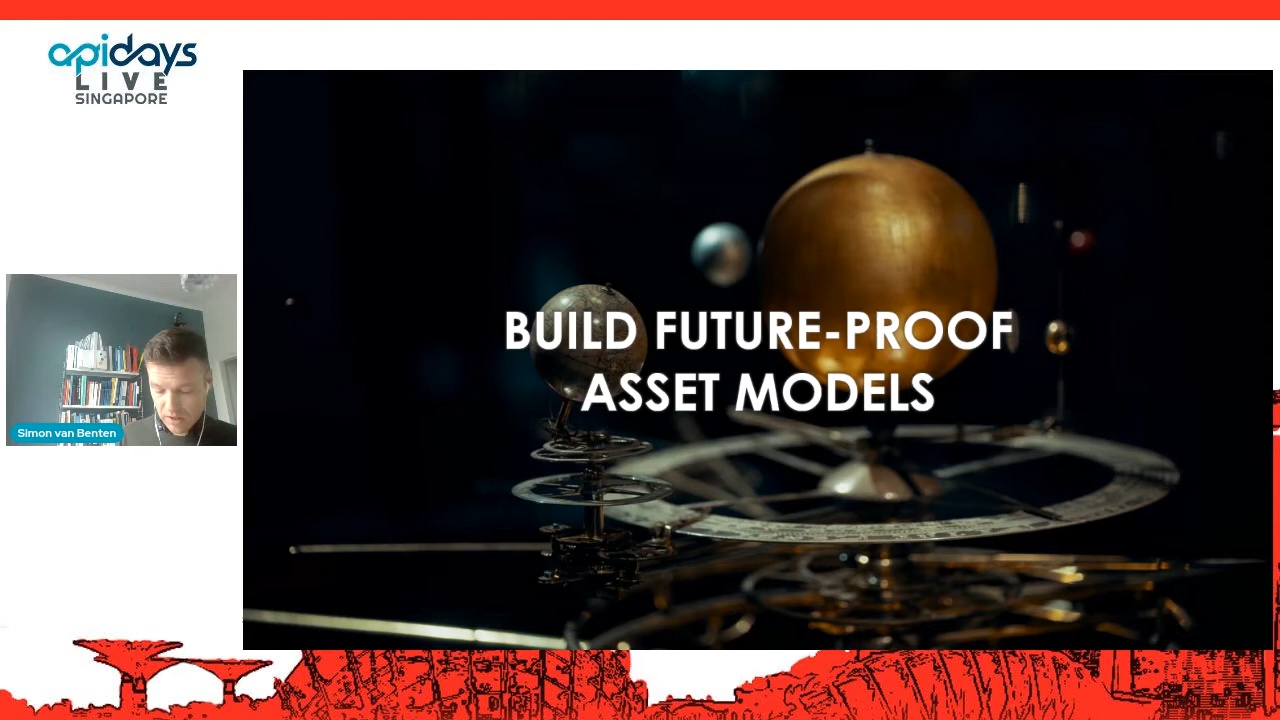 apidays
LIVE
SINGAPORE
BUILD FUTURE-PROOF
ASSET MODELS
Simon van Benten